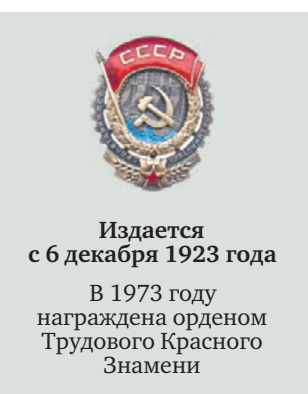 СССР
Издается
с 6 декабря 1923 года
В 1973 году
награждена орденом
Трудового Красного
Знамени